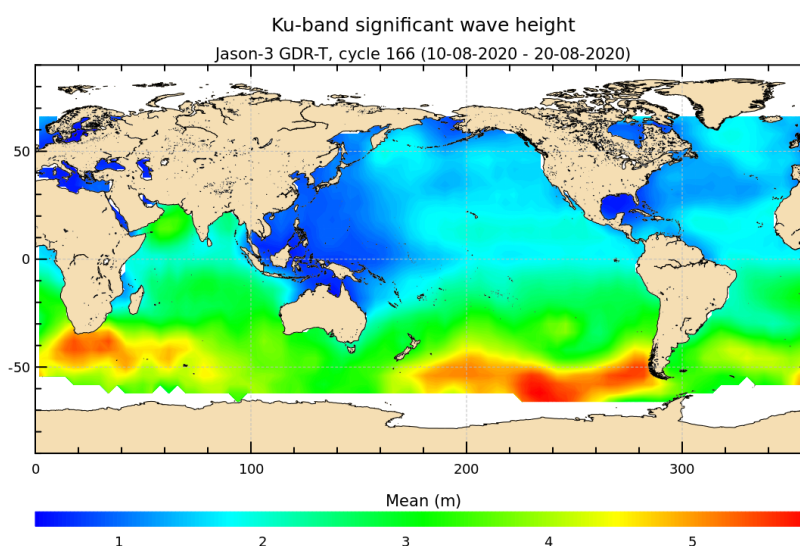 Ku-band significant wave height
Jason-3 GDR-T, cycle 166 (10-08-2020 - 20-08-2020)
50
0
-50
0 100 200 300
Mean (m)
1 2 3 4 5